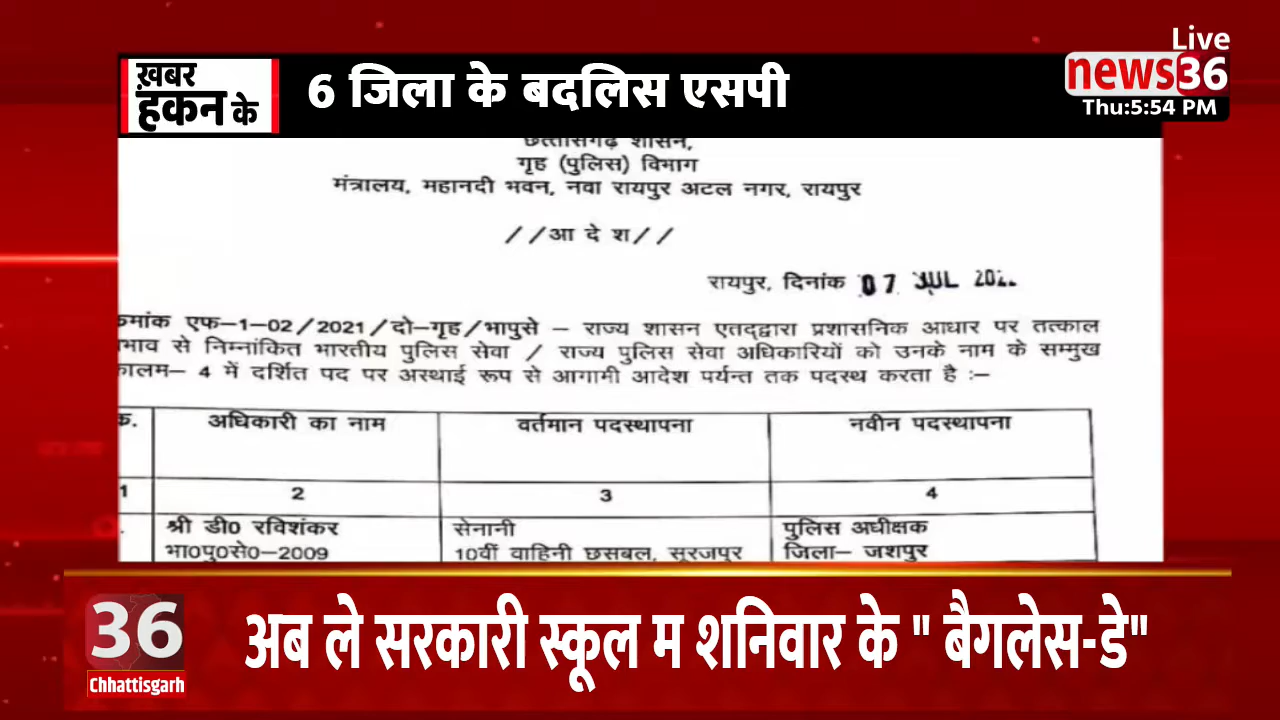 Live
news36
Thu:5:54 PM
ख़बर
हकन के
6 जिला के बदलिस एसपी
छत्तीसगढ़ शासन,
गृह (पुलिस) विभाग
मंत्रालय, महानदी भवन, नवा रायपुर अटल नगर, रायपुर
//आ दे श//
रायपुर, दिनांक 07 JUL
एफ-1-02/2021/दो-गृह/भापुसे - राज्य शासन एतद्द्वारा प्रशासनिक आधार पर तत्काल
से निम्नांकित भारतीय पुलिस सेवा / राज्य पुलिस सेवा अधिकारियों को उनके नाम के सम्मुख
4 में दर्शित पद पर अस्थाई रूप से आगामी आदेश पर्यन्त तक पदस्थ करता है :-
क. अधिकारी का नाम वर्तमान पदस्थापना नवीन पदस्थापना
1 2 3 4
श्री डी0 रविशंकर सेनानी पुलिस अधीक्षक
भा0पु0से0-2009 10वीं वाहिनी छसबल, सूरजपुर जिला- जशपुर
36
Chhattisgarh
अब ले सरकारी स्कूल म शनिवार के " बैगलेस-डे"